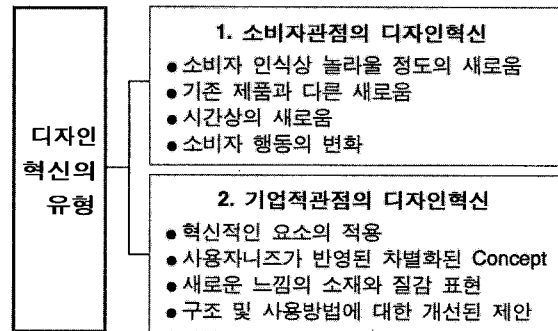 디자인
혁신의
유형
1. 소비자관점의 디자인혁신
● 소비자 인식상 놀라울 정도의 새로움
● 기존 제품과 다른 새로움
● 시간상의 새로움
● 소비자 행동의 변화
2. 기업적관점의 디자인혁신
● 혁신적인 요소의 적용
● 사용자니즈가 반영된 차별화된 Concept
● 새로운 느낌의 소재와 질감 표현
● 구조 및 사용방법에 대한 개선된 제안